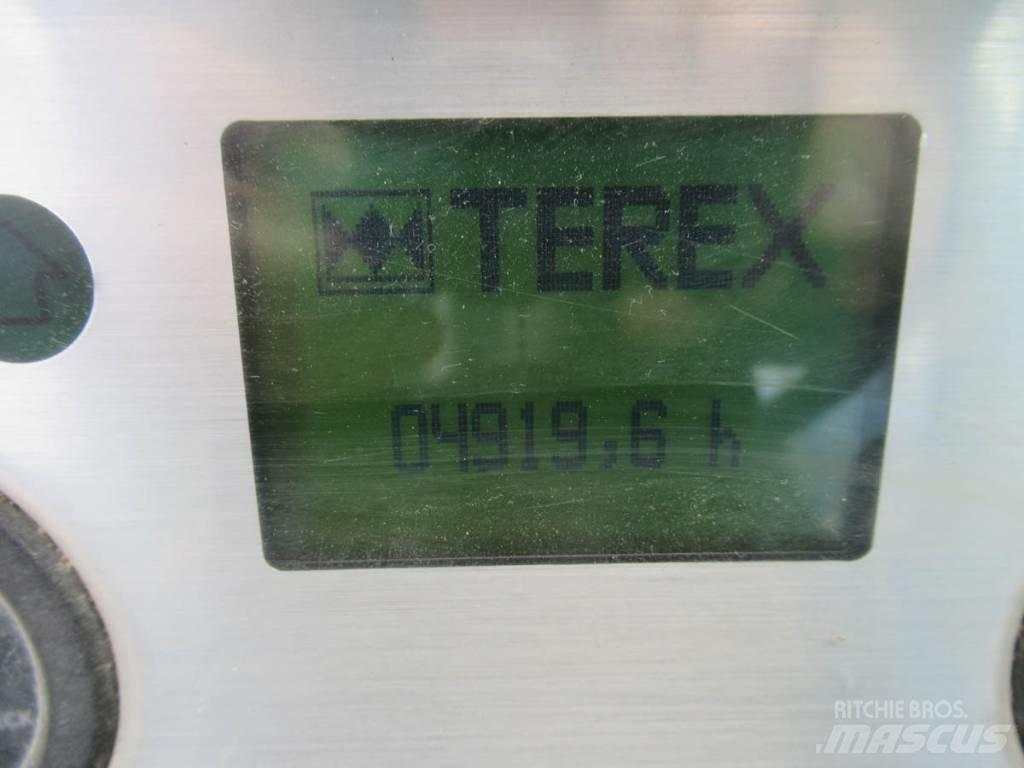 TEREX
04919,6 h
RITCHIE BROS.
MASCUS